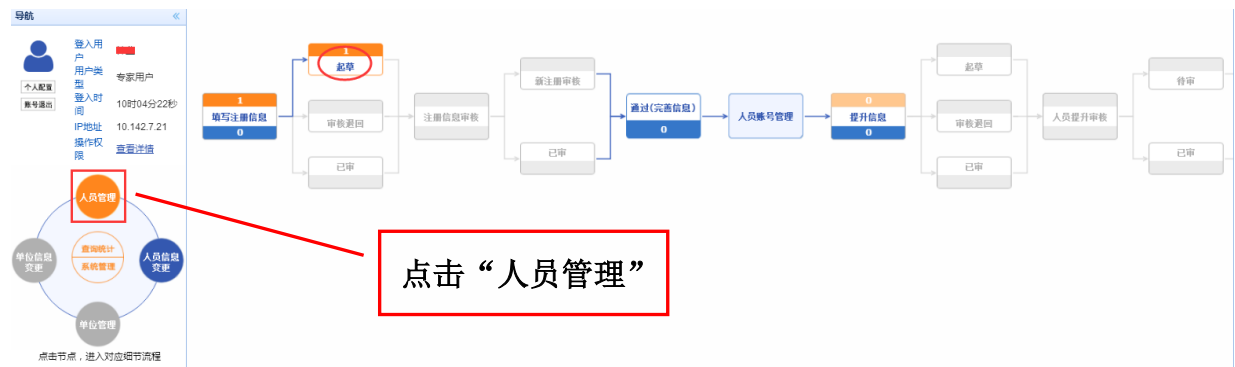 导航
«
登入用
户
用户类
型
专家用户
登入时
间
10时04分22秒
IP地址
10.142.7.21
操作权
限
查看详情
个人配置
账号退出
人员管理
查询统计
系统管理
单位信息
变更
人员信息
变更
单位管理
点击节点，进入对应细节流程
1
填写注册信息
0
1
起草
审核退回
已审
注册信息审核
新注册审核
已审
通过(完善信息)
0
人员账号管理
0
提升信息
0
起草
审核退回
已审
人员提升审核
待审
已审
点击“人员管理”